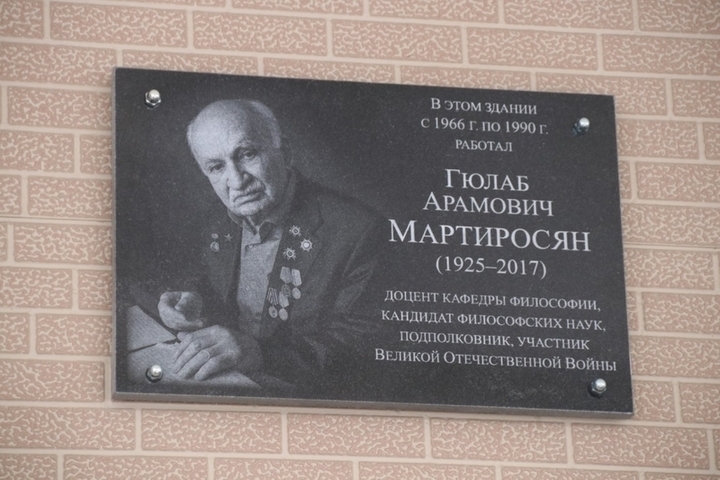 В этом здании
с 1966 г. по 1990 г.
работал
Гюлаб
Арамович
Мартиросян
(1925–2017)
доцент кафедры философии,
кандидат философских наук,
подполковник, участник
Великой Отечественной Войны